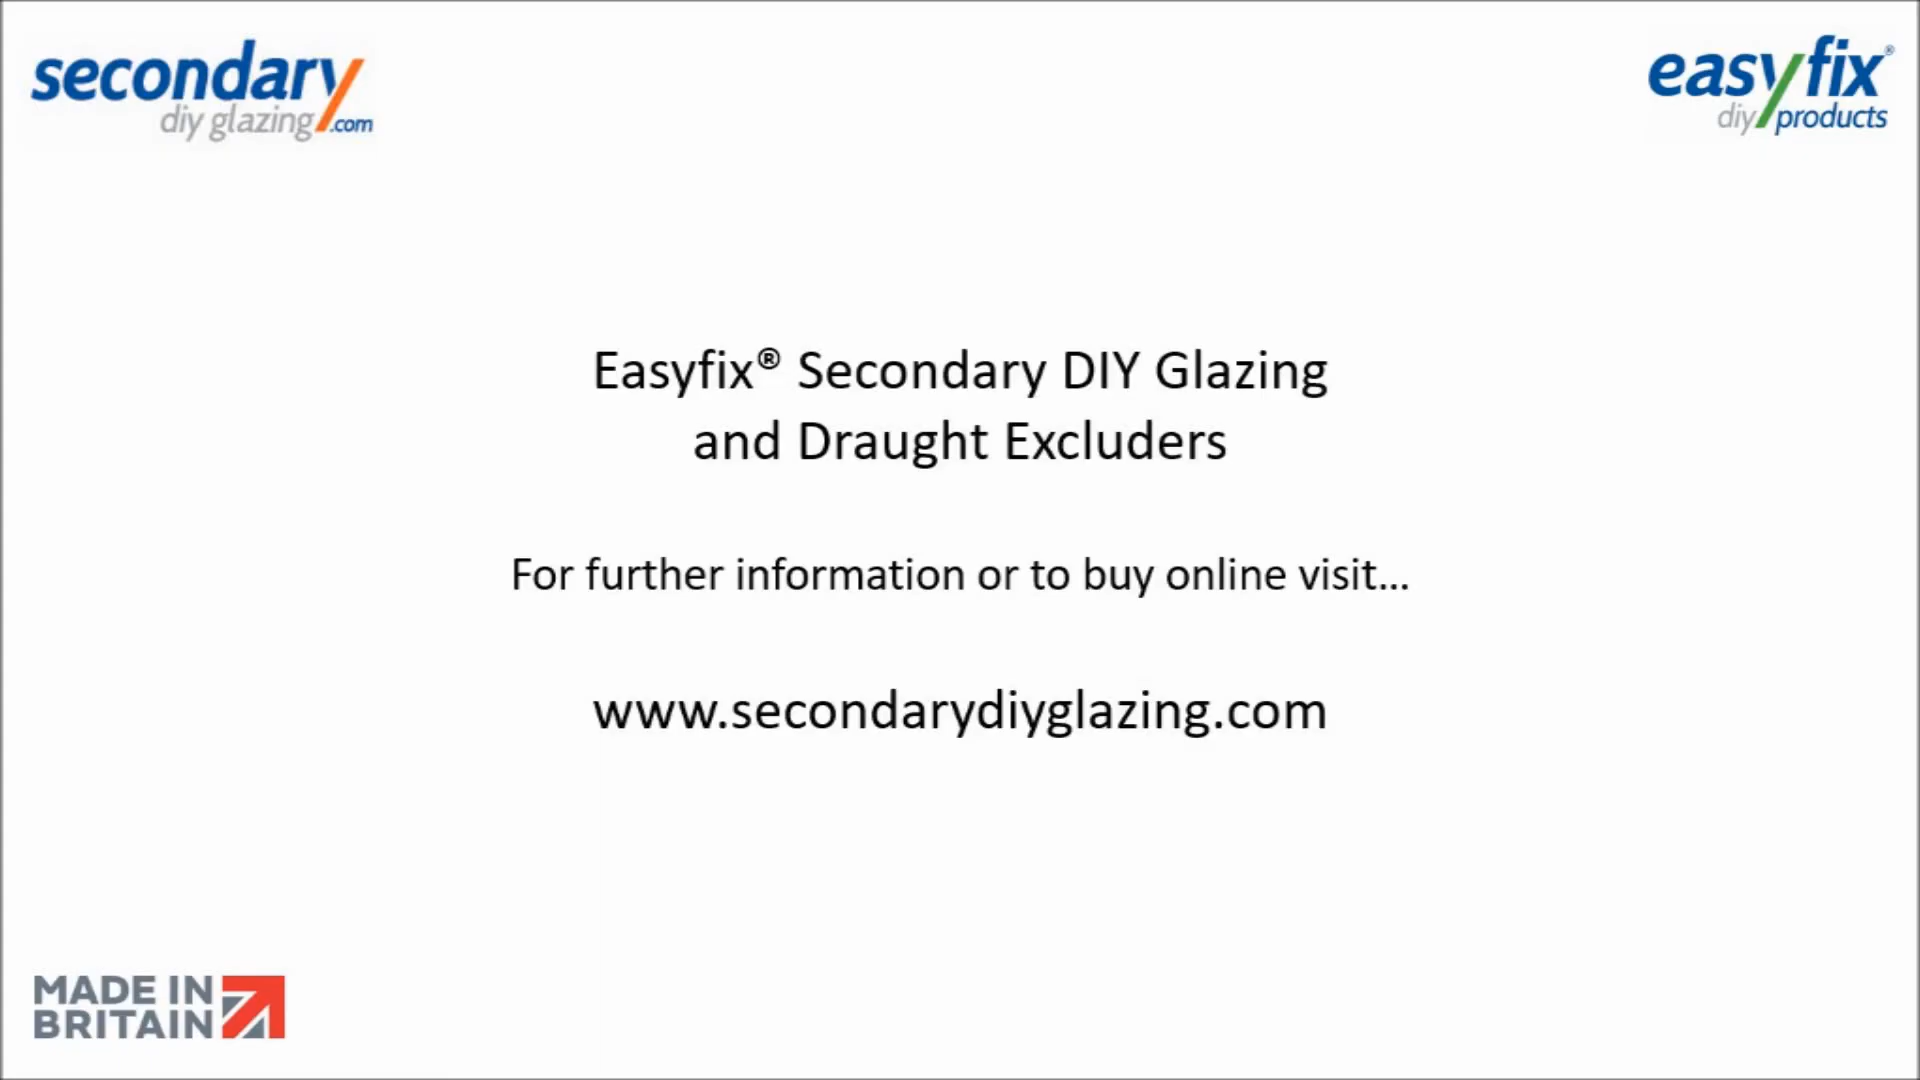 secondary
diy glazing.com
easyfix®
diy products
Easyfix® Secondary DIY Glazing
and Draught Excluders
For further information or to buy online visit...
www.secondarydiyglazing.com
MADE IN
BRITAIN